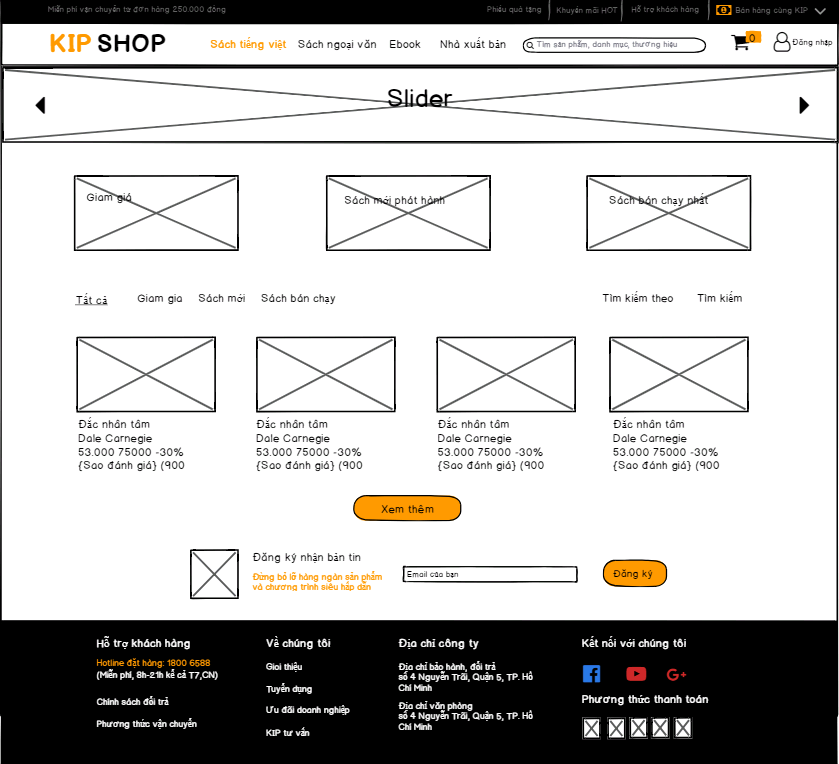 Miễn phí vận chuyển từ đơn hàng 250.000 đồng
Phiếu quà tặng
Khuyến mãi HOT
Hỗ trợ khách hàng
Bán hàng cùng KIP
KIP SHOP
Sách tiếng việt
Sách ngoại văn
Ebook
Nhà xuất bản
Tìm sản phẩm, danh mục, thương hiệu
0
Đăng nhập
Slider
Giam giá
Sách mới phát hành
Sách bán chạy nhất
Tất cả
Giam gia
Sách mới
Sách bán chạy
Tìm kiếm theo
Tìm kiếm
Đắc nhân tâm
Dale Carnegie
53.000 75000 -30%
{Sao đánh giá} (900
Đắc nhân tâm
Dale Carnegie
53.000 75000 -30%
{Sao đánh giá} (900
Đắc nhân tâm
Dale Carnegie
53.000 75000 -30%
{Sao đánh giá} (900
Đắc nhân tâm
Dale Carnegie
53.000 75000 -30%
{Sao đánh giá} (900
Xem thêm
Đăng ký nhận bản tin
Đừng bỏ lỡ hàng ngàn sản phẩm
và chương trình siêu hấp dẫn
Email của bạn
Đăng ký
Hỗ trợ khách hàng
Hotline đặt hàng: 1800 6588
(Miễn phí, 8h-21h kể cả T7,CN)
Chính sách đổi trả
Phương thức vận chuyển
Về chúng tôi
Giới thiệu
Tuyển dụng
Ưu đãi doanh nghiệp
KIP tư vấn
Địa chỉ công ty
Địa chỉ bảo hành, đổi trả
số 4 Nguyễn Trãi, Quận 5, TP. Hồ
Chí Minh
Địa chỉ văn phòng
số 4 Nguyễn Trãi, Quận 5, TP. Hồ
Chí Minh
Kết nối với chúng tôi
Phương thức thanh toán